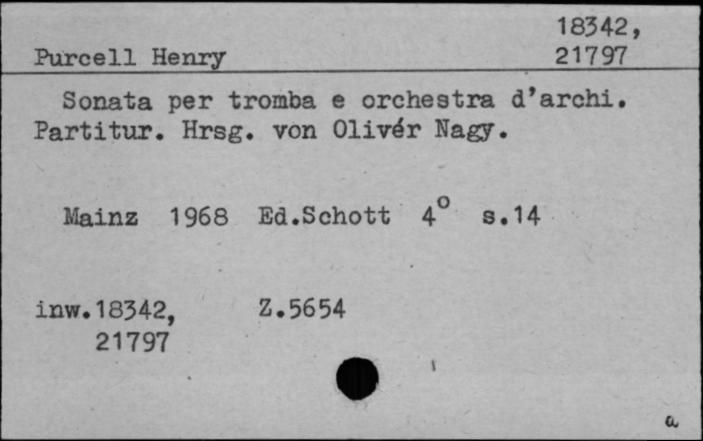 18342,
Purcell Henry 21797
Sonata per tromba e orchestra d'archi.
Partitur. Hrsg. von Olivér Nagy.
Mainz 1968 Ed.Schott 4° s.14
inw.18342, Z.5654
21797
a